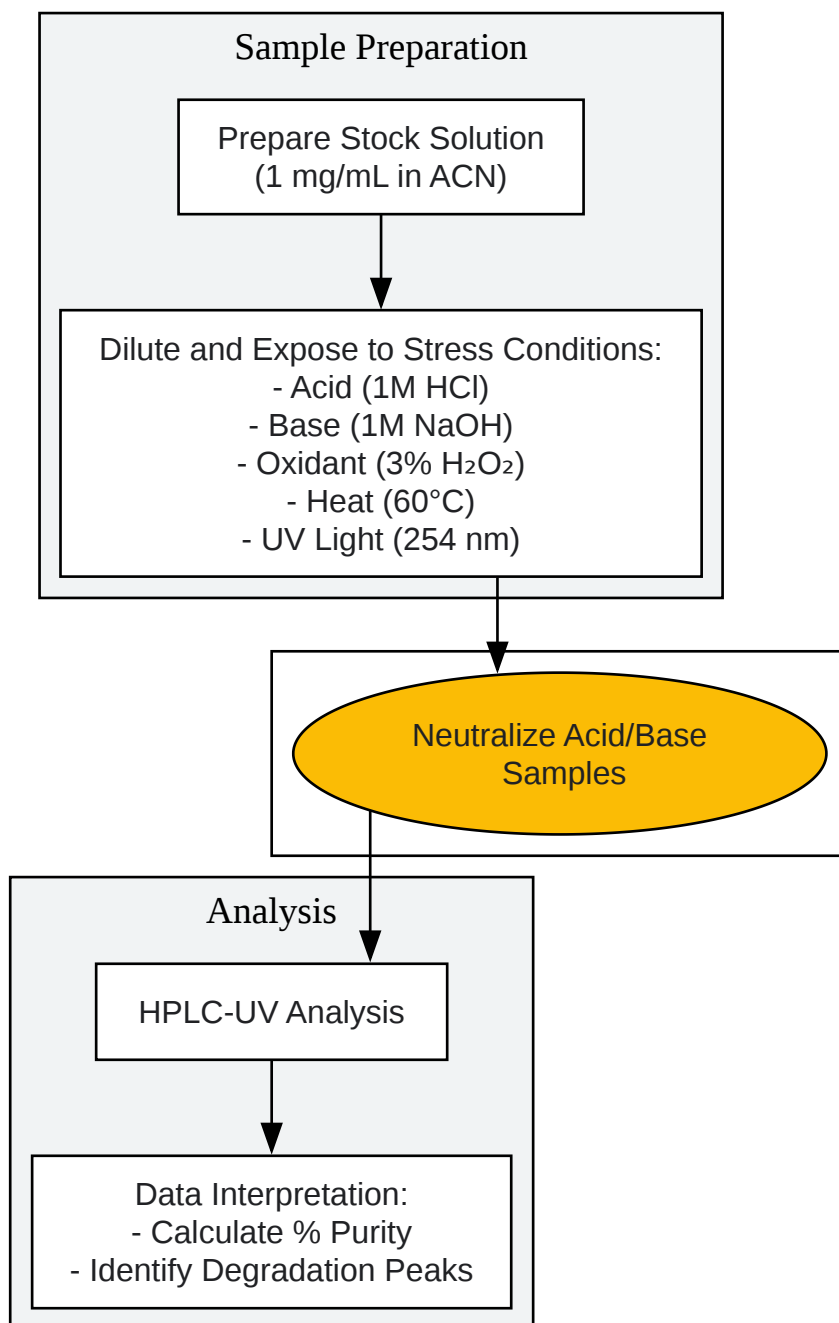 Sample Preparation
Prepare Stock Solution
(1 mg/mL in ACN)
Dilute and Expose to Stress Conditions:
- Acid (1M HCl)
- Base (1M NaOH)
- Oxidant (3% H₂O₂)
- Heat (60°C)
- UV Light (254 nm)
Neutralize Acid/Base
Samples
Analysis
HPLC-UV Analysis
Data Interpretation:
- Calculate % Purity
- Identify Degradation Peaks